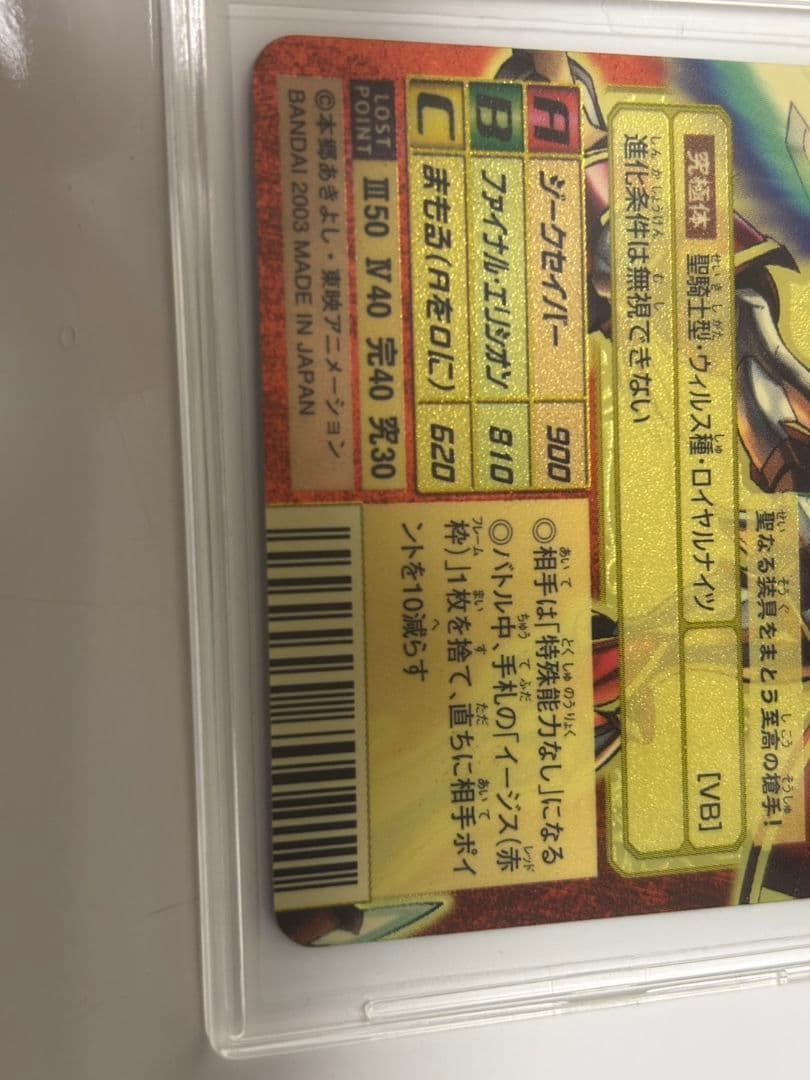 聖なる装具をまとう至高の槍手!
究極体 聖騎士型・ウィルス種・ロイヤルナイツ [VB]
進化条件は無視できない
A ジークセイバー 900
B ファイナル・エリシオン 810
C まもる(Aを0に) 620
LOST POINT Ⅲ50 Ⅳ40 完40 究30
©本郷あきよし・東映アニメーション
BANDAI 2003 MADE IN JAPAN
◎相手は「特殊能力なし」になる
◎バトル中、手札の「イージス(赤
枠)」1枚を捨て、直ちに相手ポイ
ントを10減らす